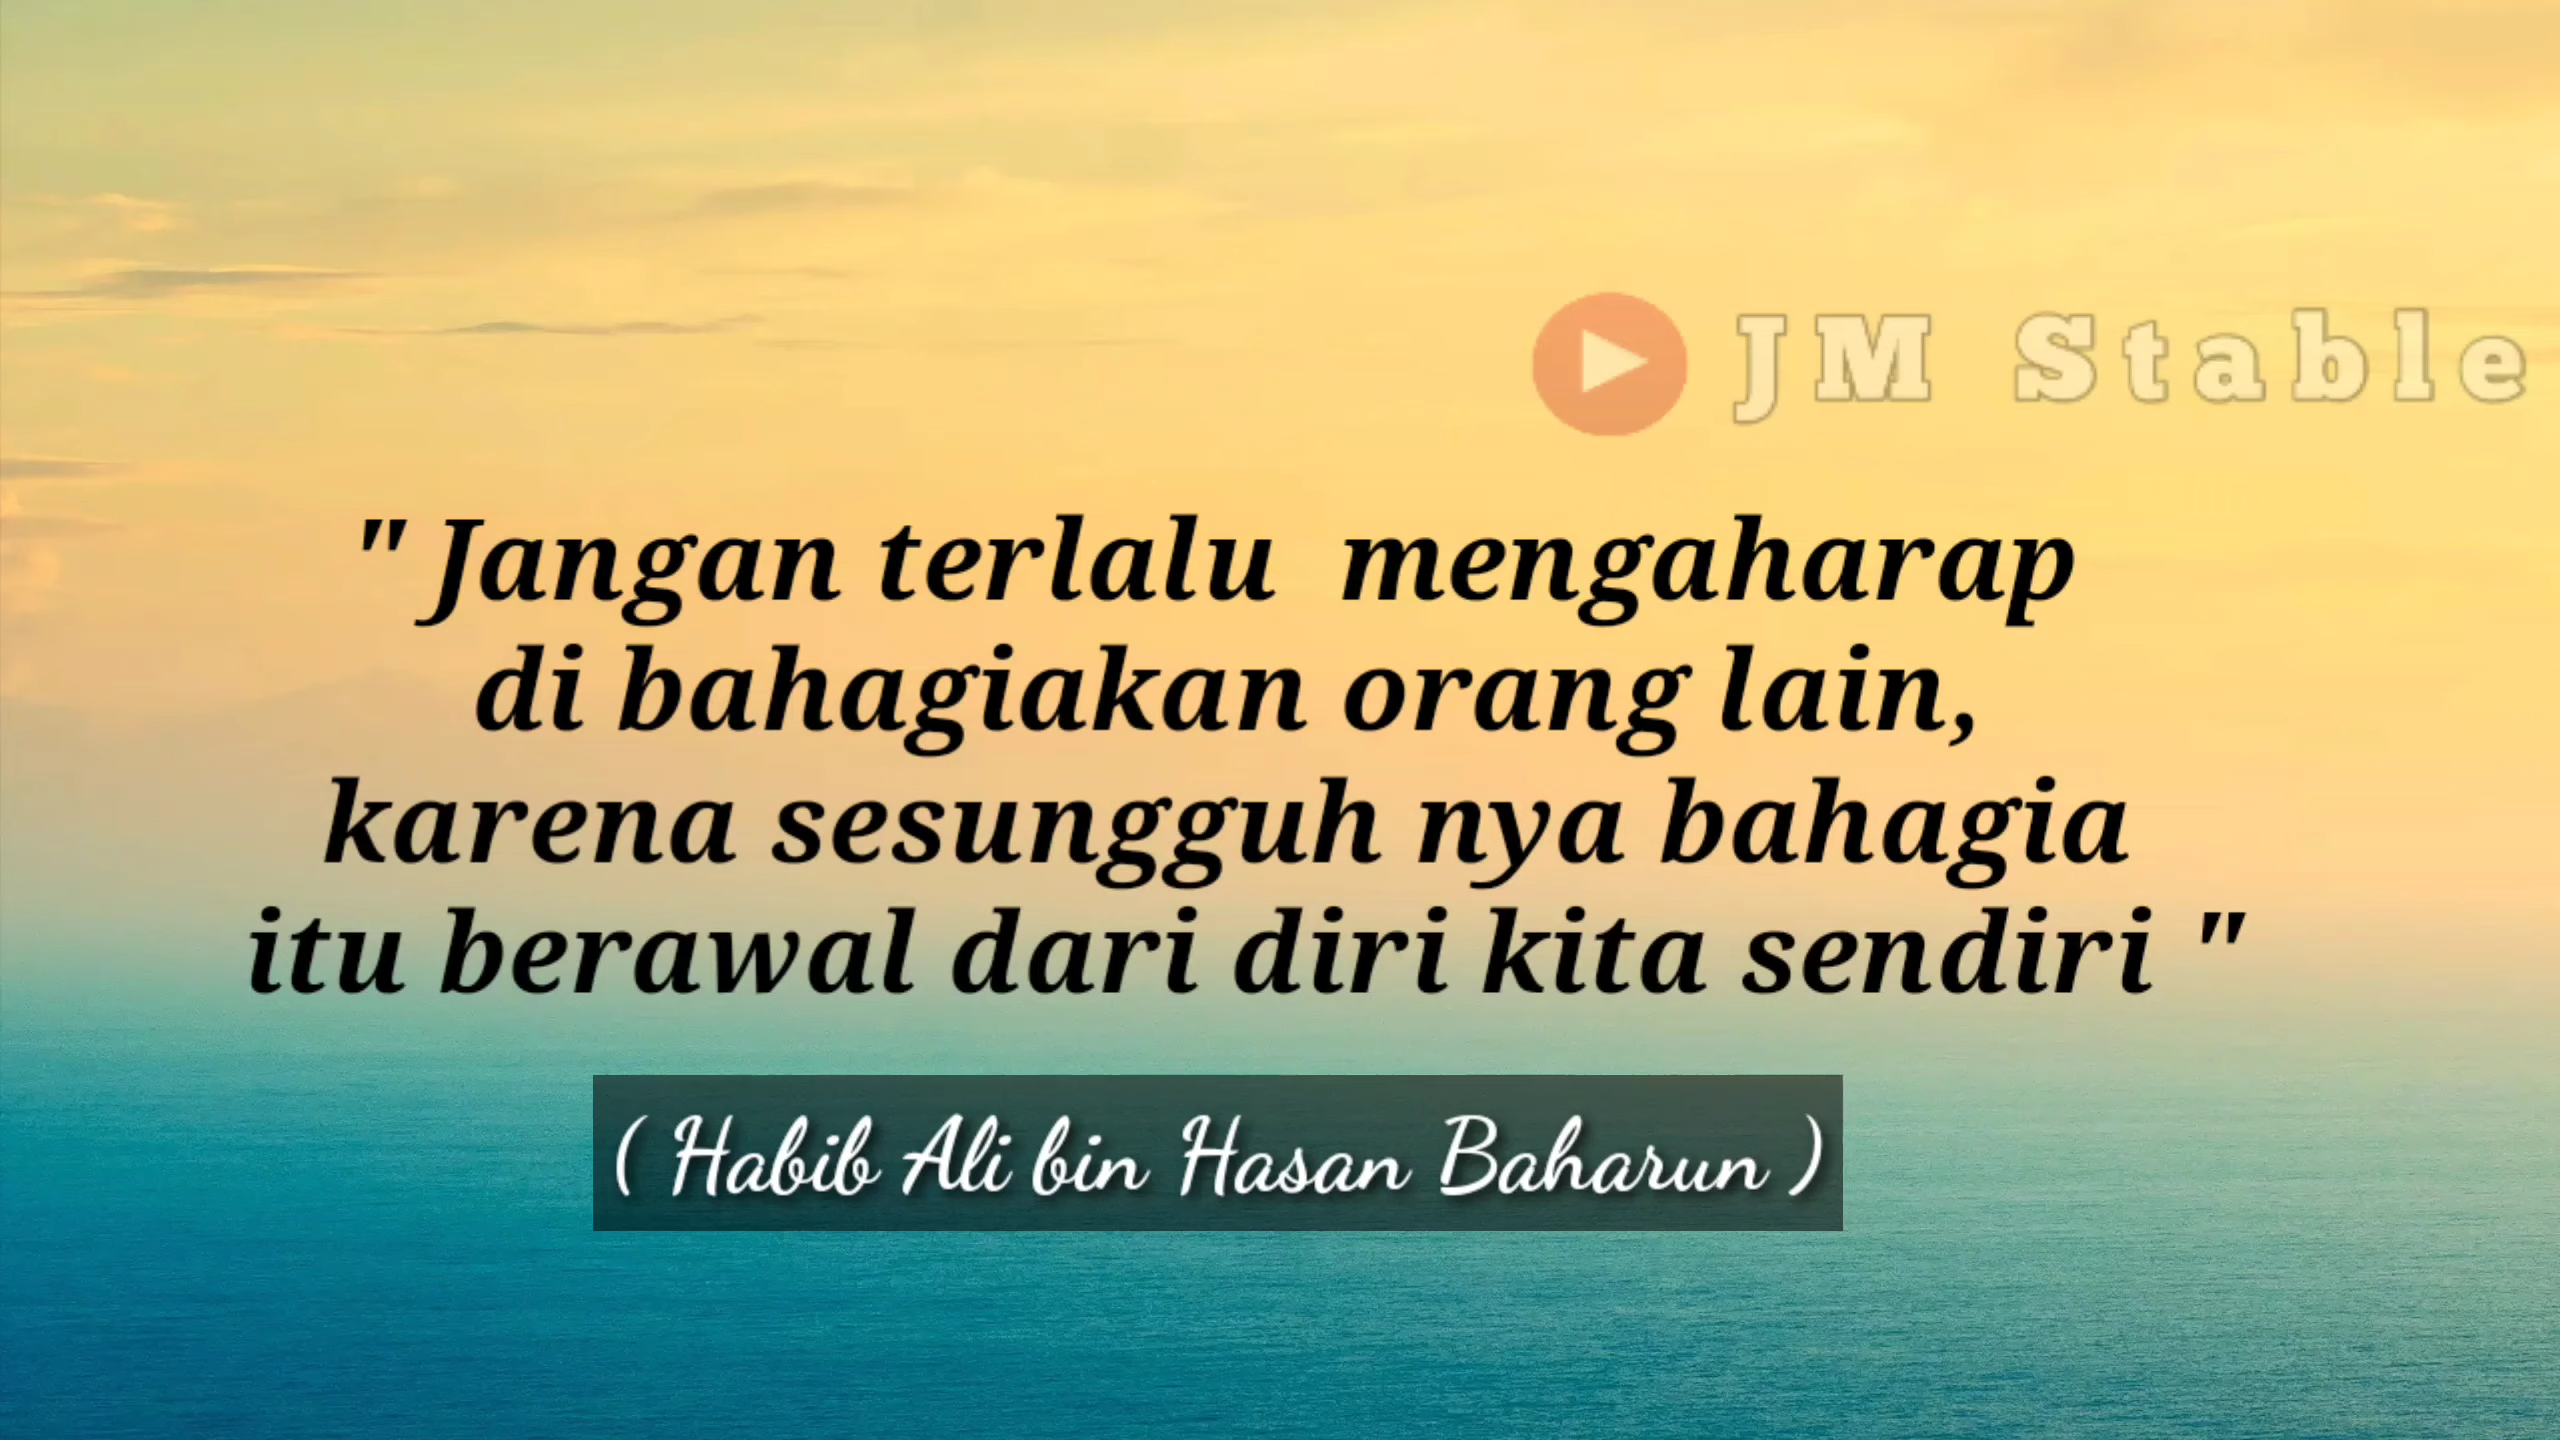 JM Stable
" Jangan terlalu mengaharap
di bahagiakan orang lain,
karena sesungguh nya bahagia
itu berawal dari diri kita sendiri "
( Habib Ali bin Hasan Baharun )